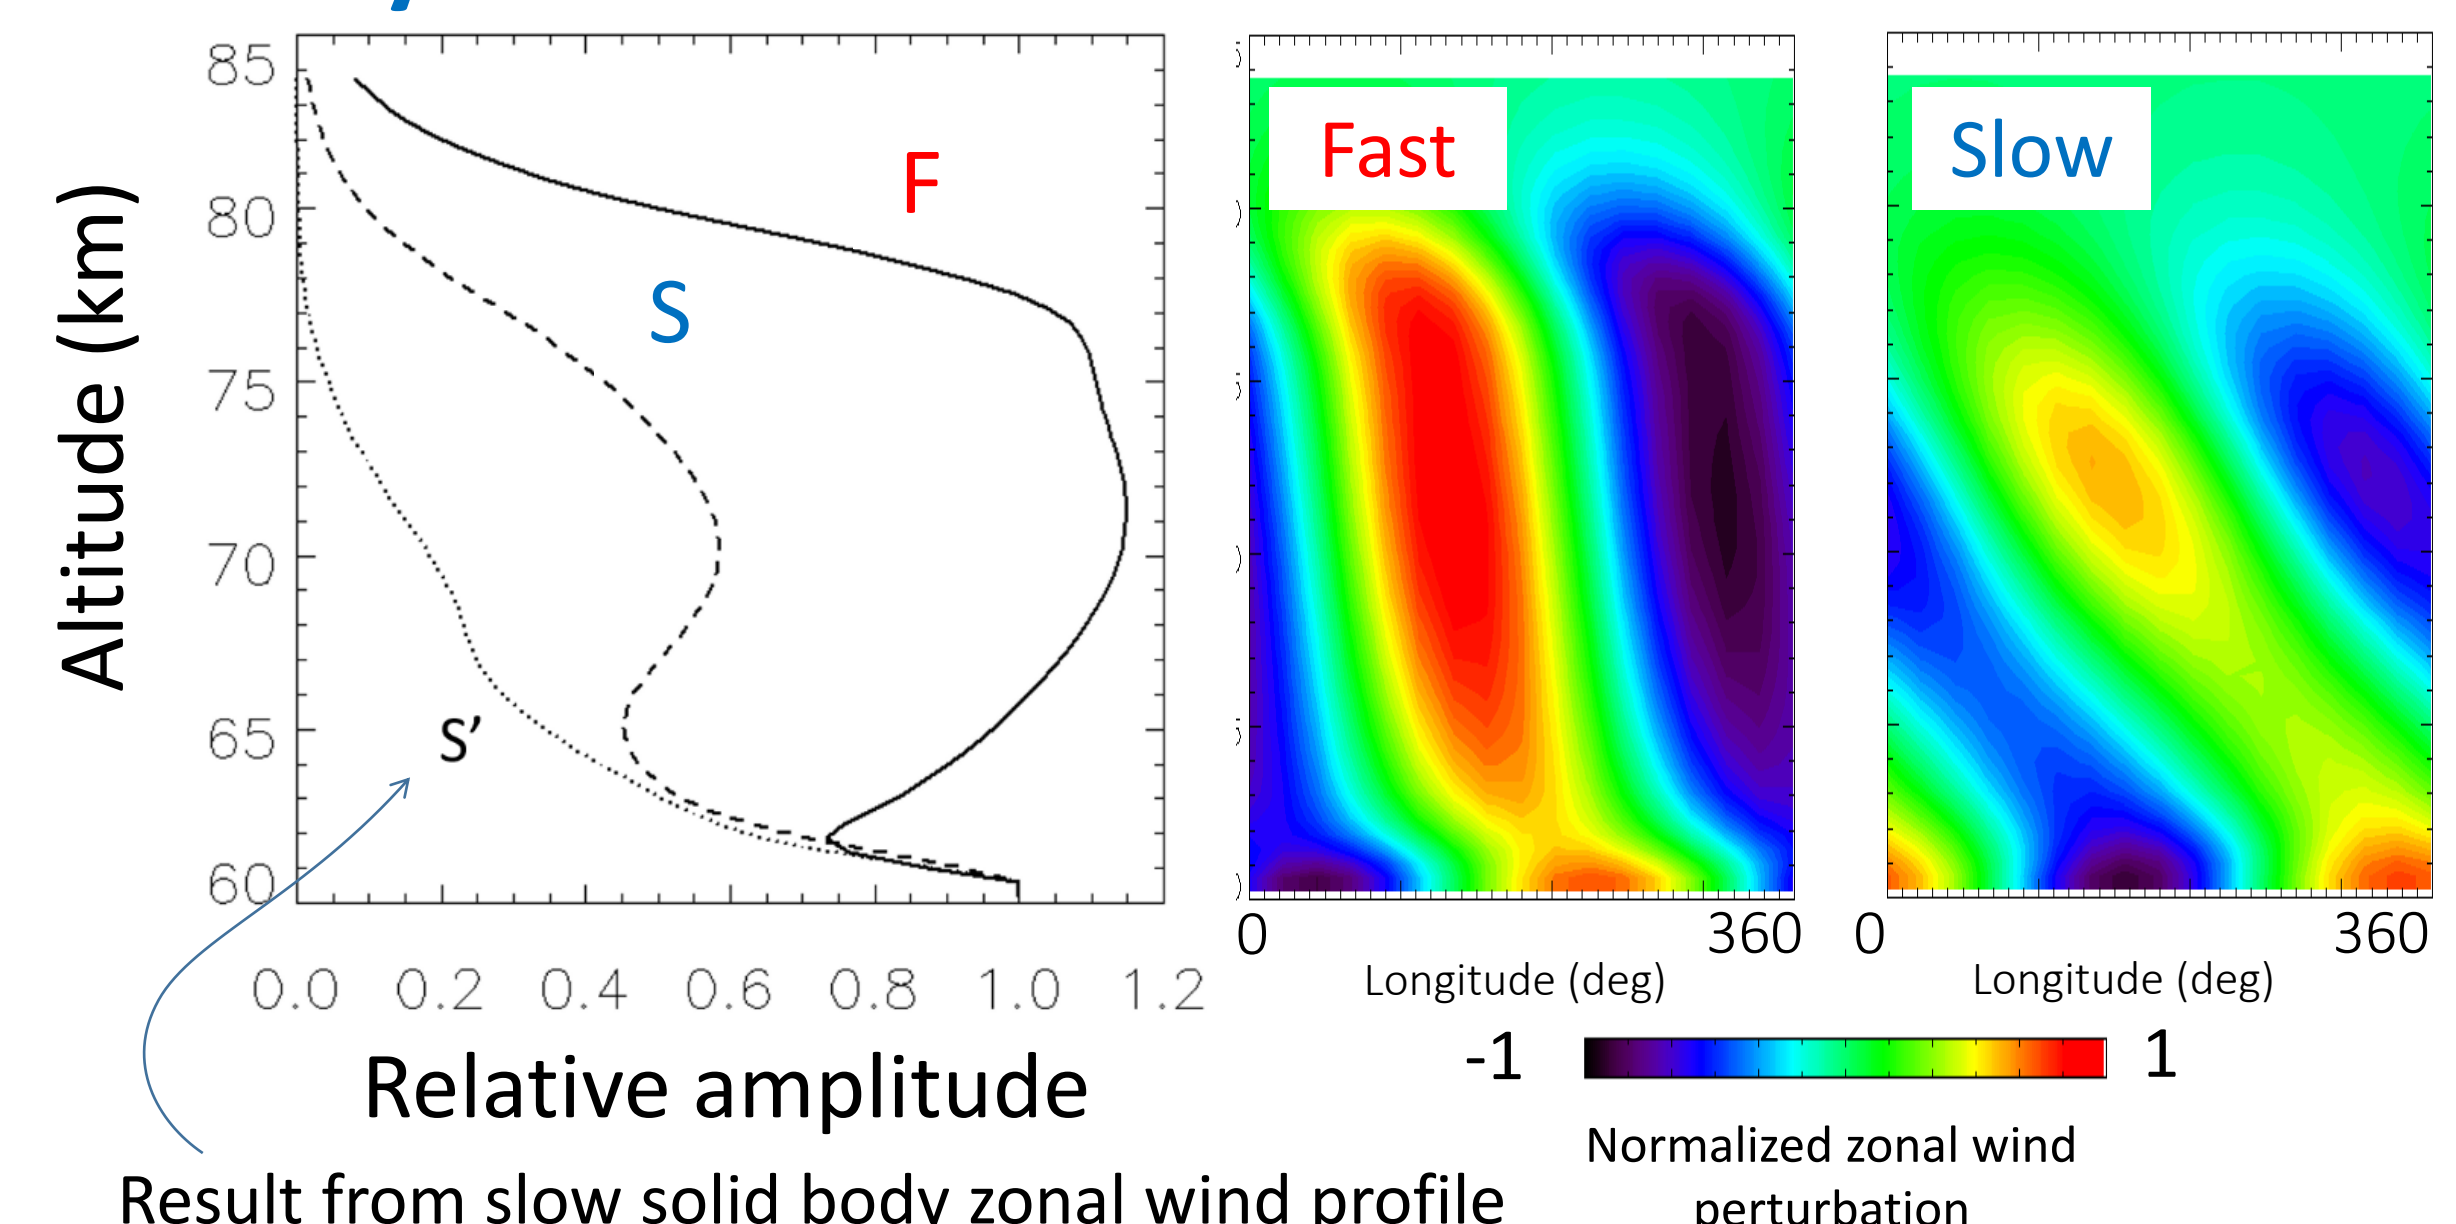 85
80
75
70
65
60
Altitude (km)
F
S
S’
0.0 0.2 0.4 0.6 0.8 1.0 1.2
Relative amplitude
Result from slow solid body zonal wind profile
Fast
Slow
0 360
Longitude (deg)
0 360
Longitude (deg)
-1 1
Normalized zonal wind
perturbation